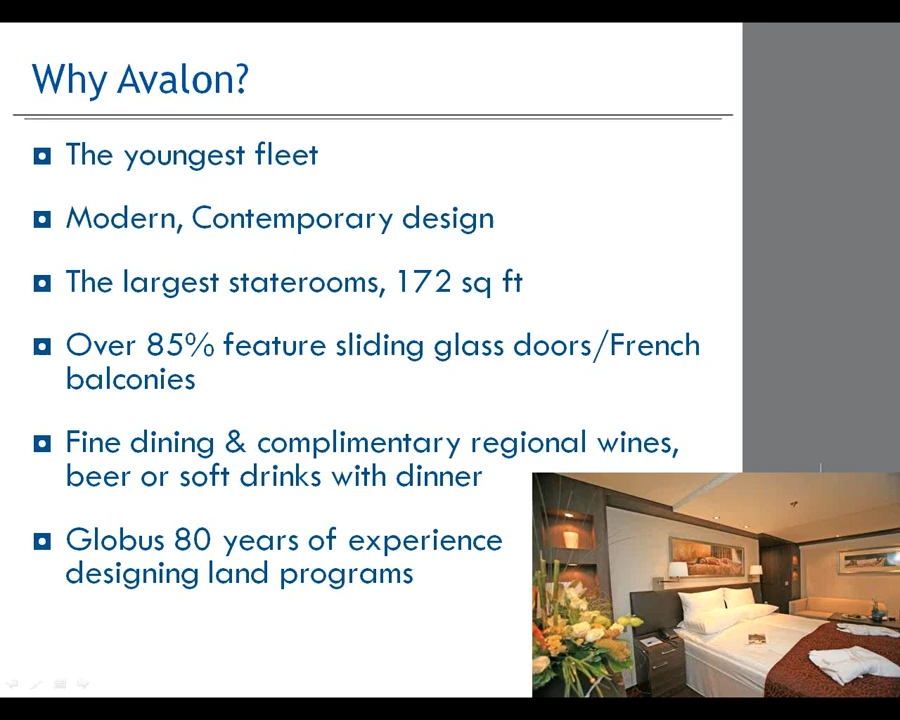 Why Avalon?
The youngest fleet
Modern, Contemporary design
The largest staterooms, 172 sq ft
Over 85% feature sliding glass doors/French
balconies
Fine dining & complimentary regional wines,
beer or soft drinks with dinner
Globus 80 years of experience
designing land programs